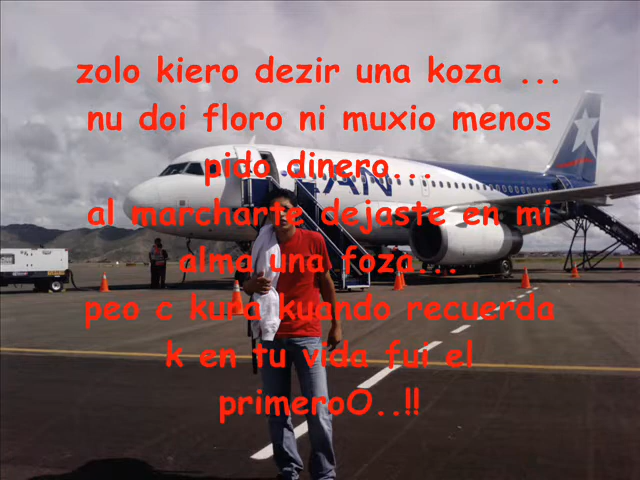 zolo kiero dezir una koza ...
nu doi floro ni muxio menos
pido dinero...
LAN
al marcharte dejaste en mi
alma una foza...
peo c kura kuando recuerda
k en tu vida fui el
primeroO..!!